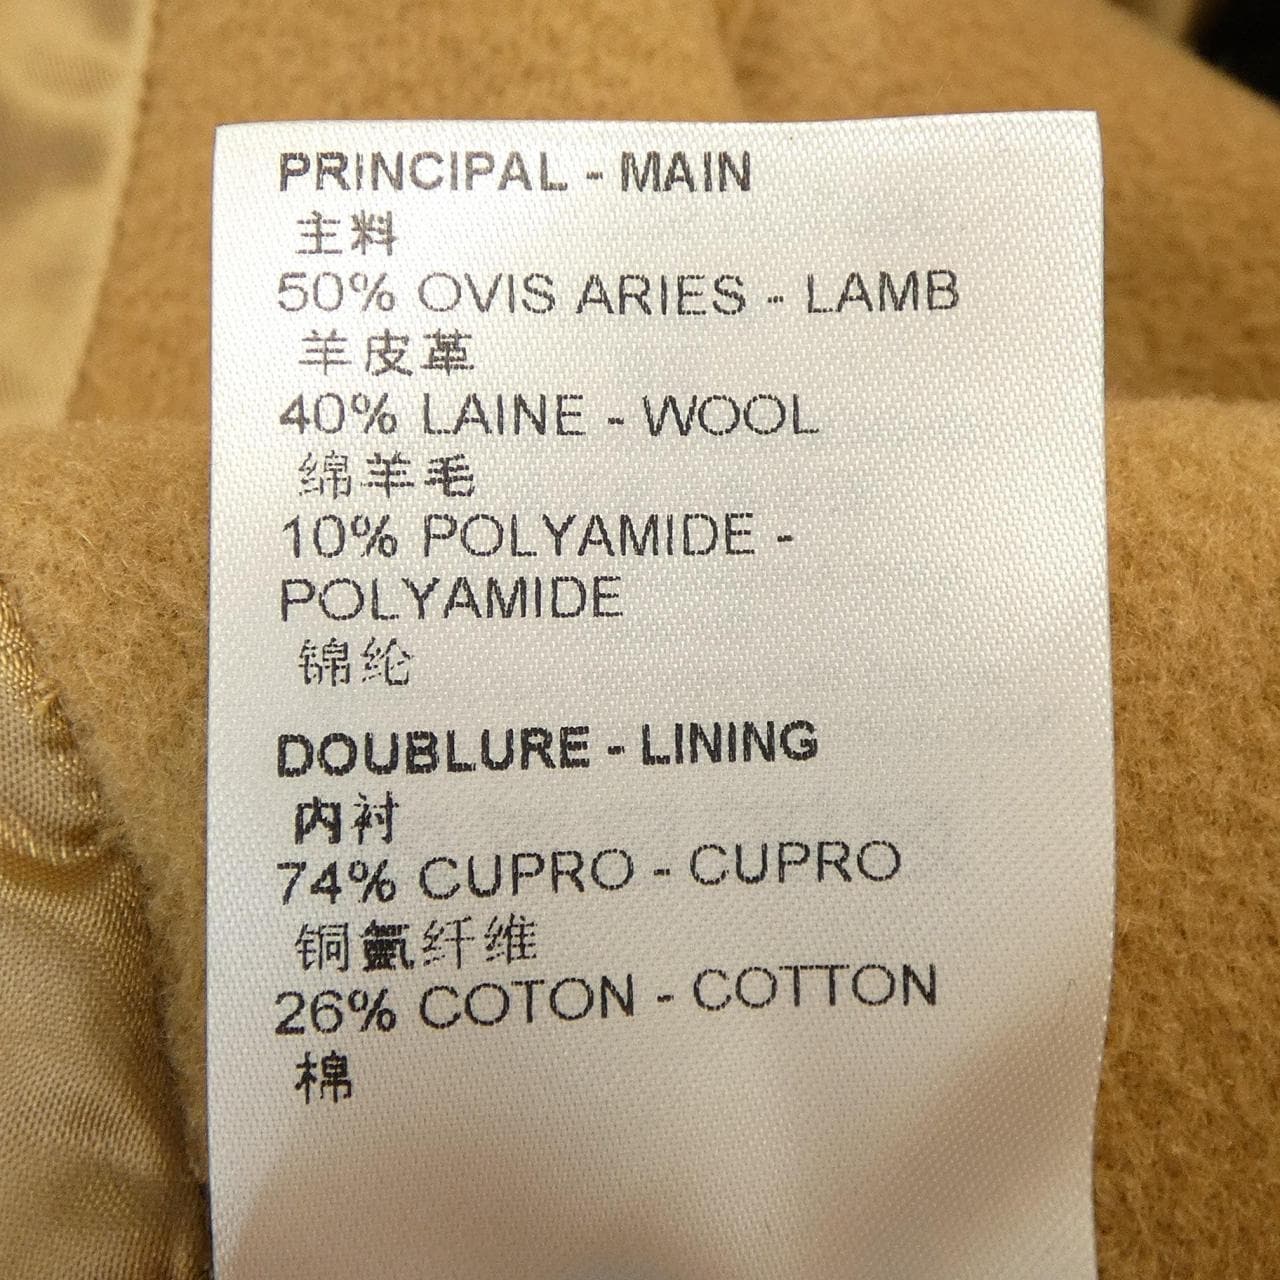 PRINCIPAL - MAIN
主料
50% OVIS ARIES - LAMB
羊皮革
40% LAINE - WOOL
绵羊毛
10% POLYAMIDE -
POLYAMIDE
锦纶
DOUBLURE - LINING
内衬
74% CUPRO - CUPRO
铜氨纤维
26% COTON - COTTON
棉